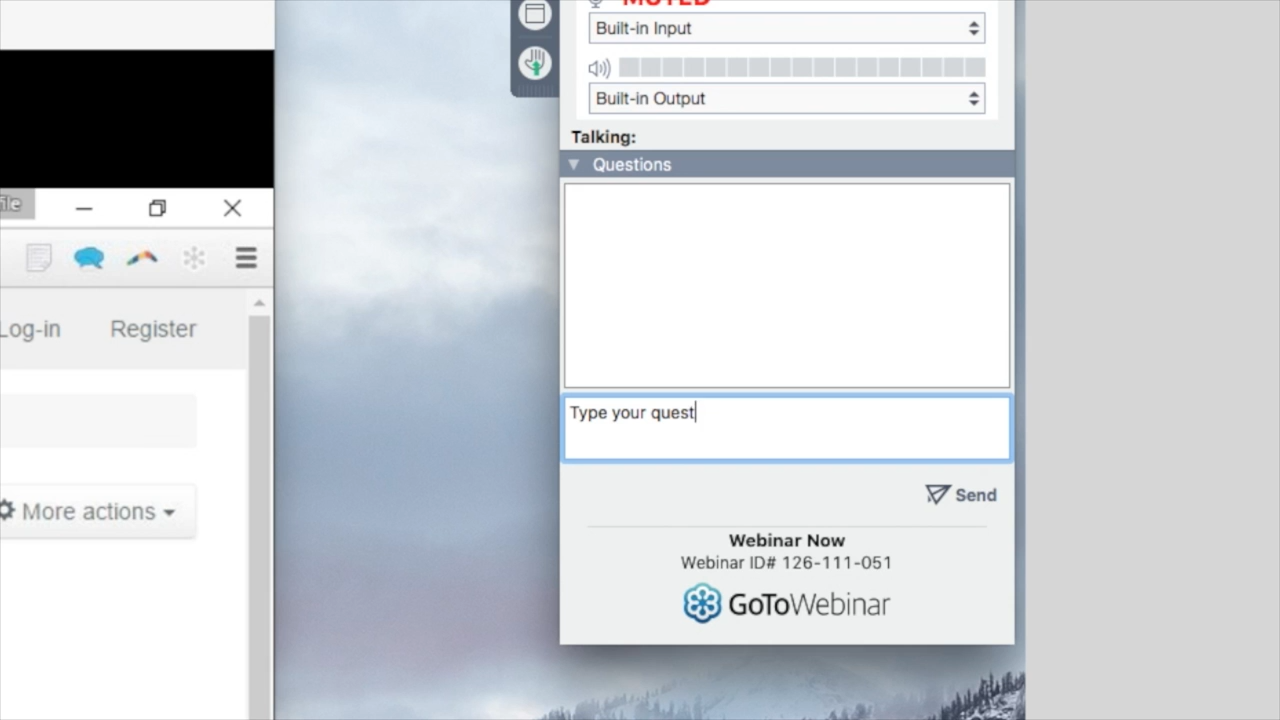 MUTED
Built-in Input
Built-in Output
Talking:
Questions
Type your quest
Send
Webinar Now
Webinar ID# 126-111-051
GoToWebinar
Log-in Register
More actions